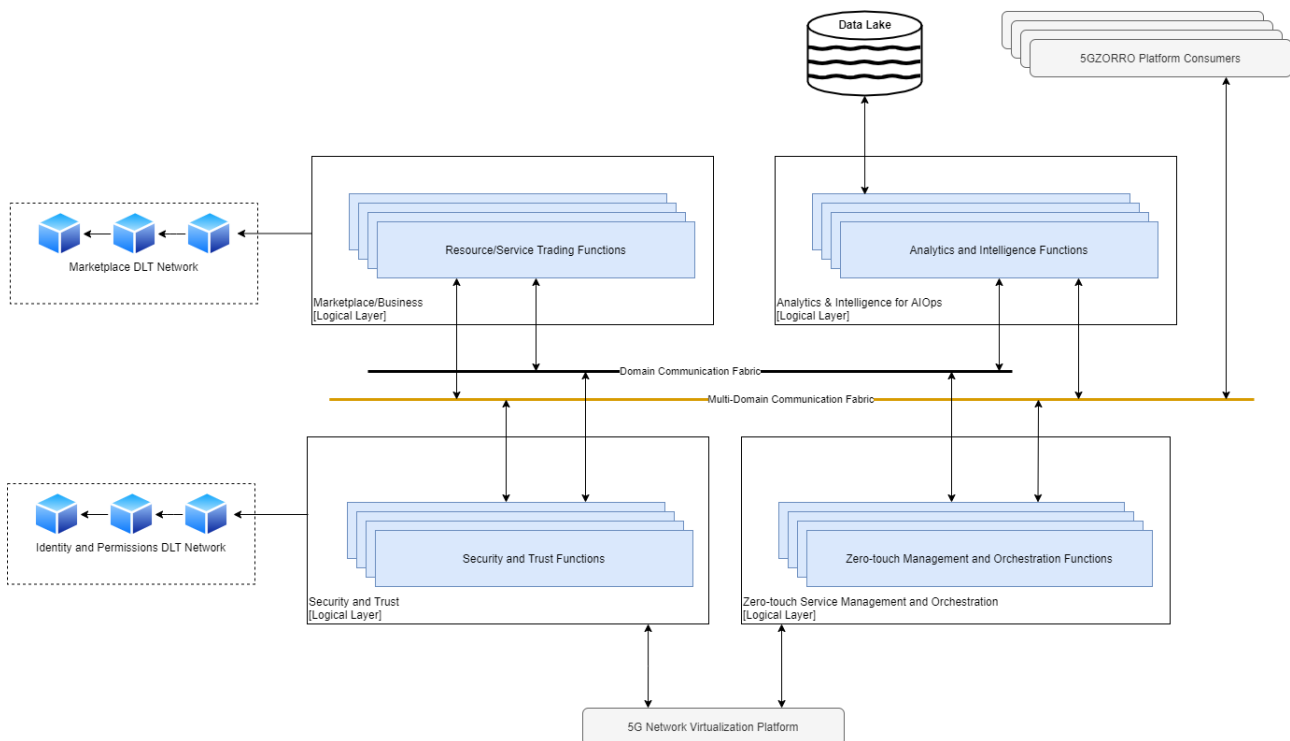 Data Lake
5GZORRO Platform Consumers
Resource/Service Trading Functions
Analytics and Intelligence Functions
Marketplace DLT Network
Marketplace/Business
[Logical Layer]
Analytics & Intelligence for AIOps
[Logical Layer]
Domain Communication Fabric
Multi-Domain Communication Fabric
Identity and Permissions DLT Network
Security and Trust Functions
Zero-touch Management and Orchestration Functions
Security and Trust
[Logical Layer]
Zero-touch Service Management and Orchestration
[Logical Layer]
5G Network Virtualization Platform